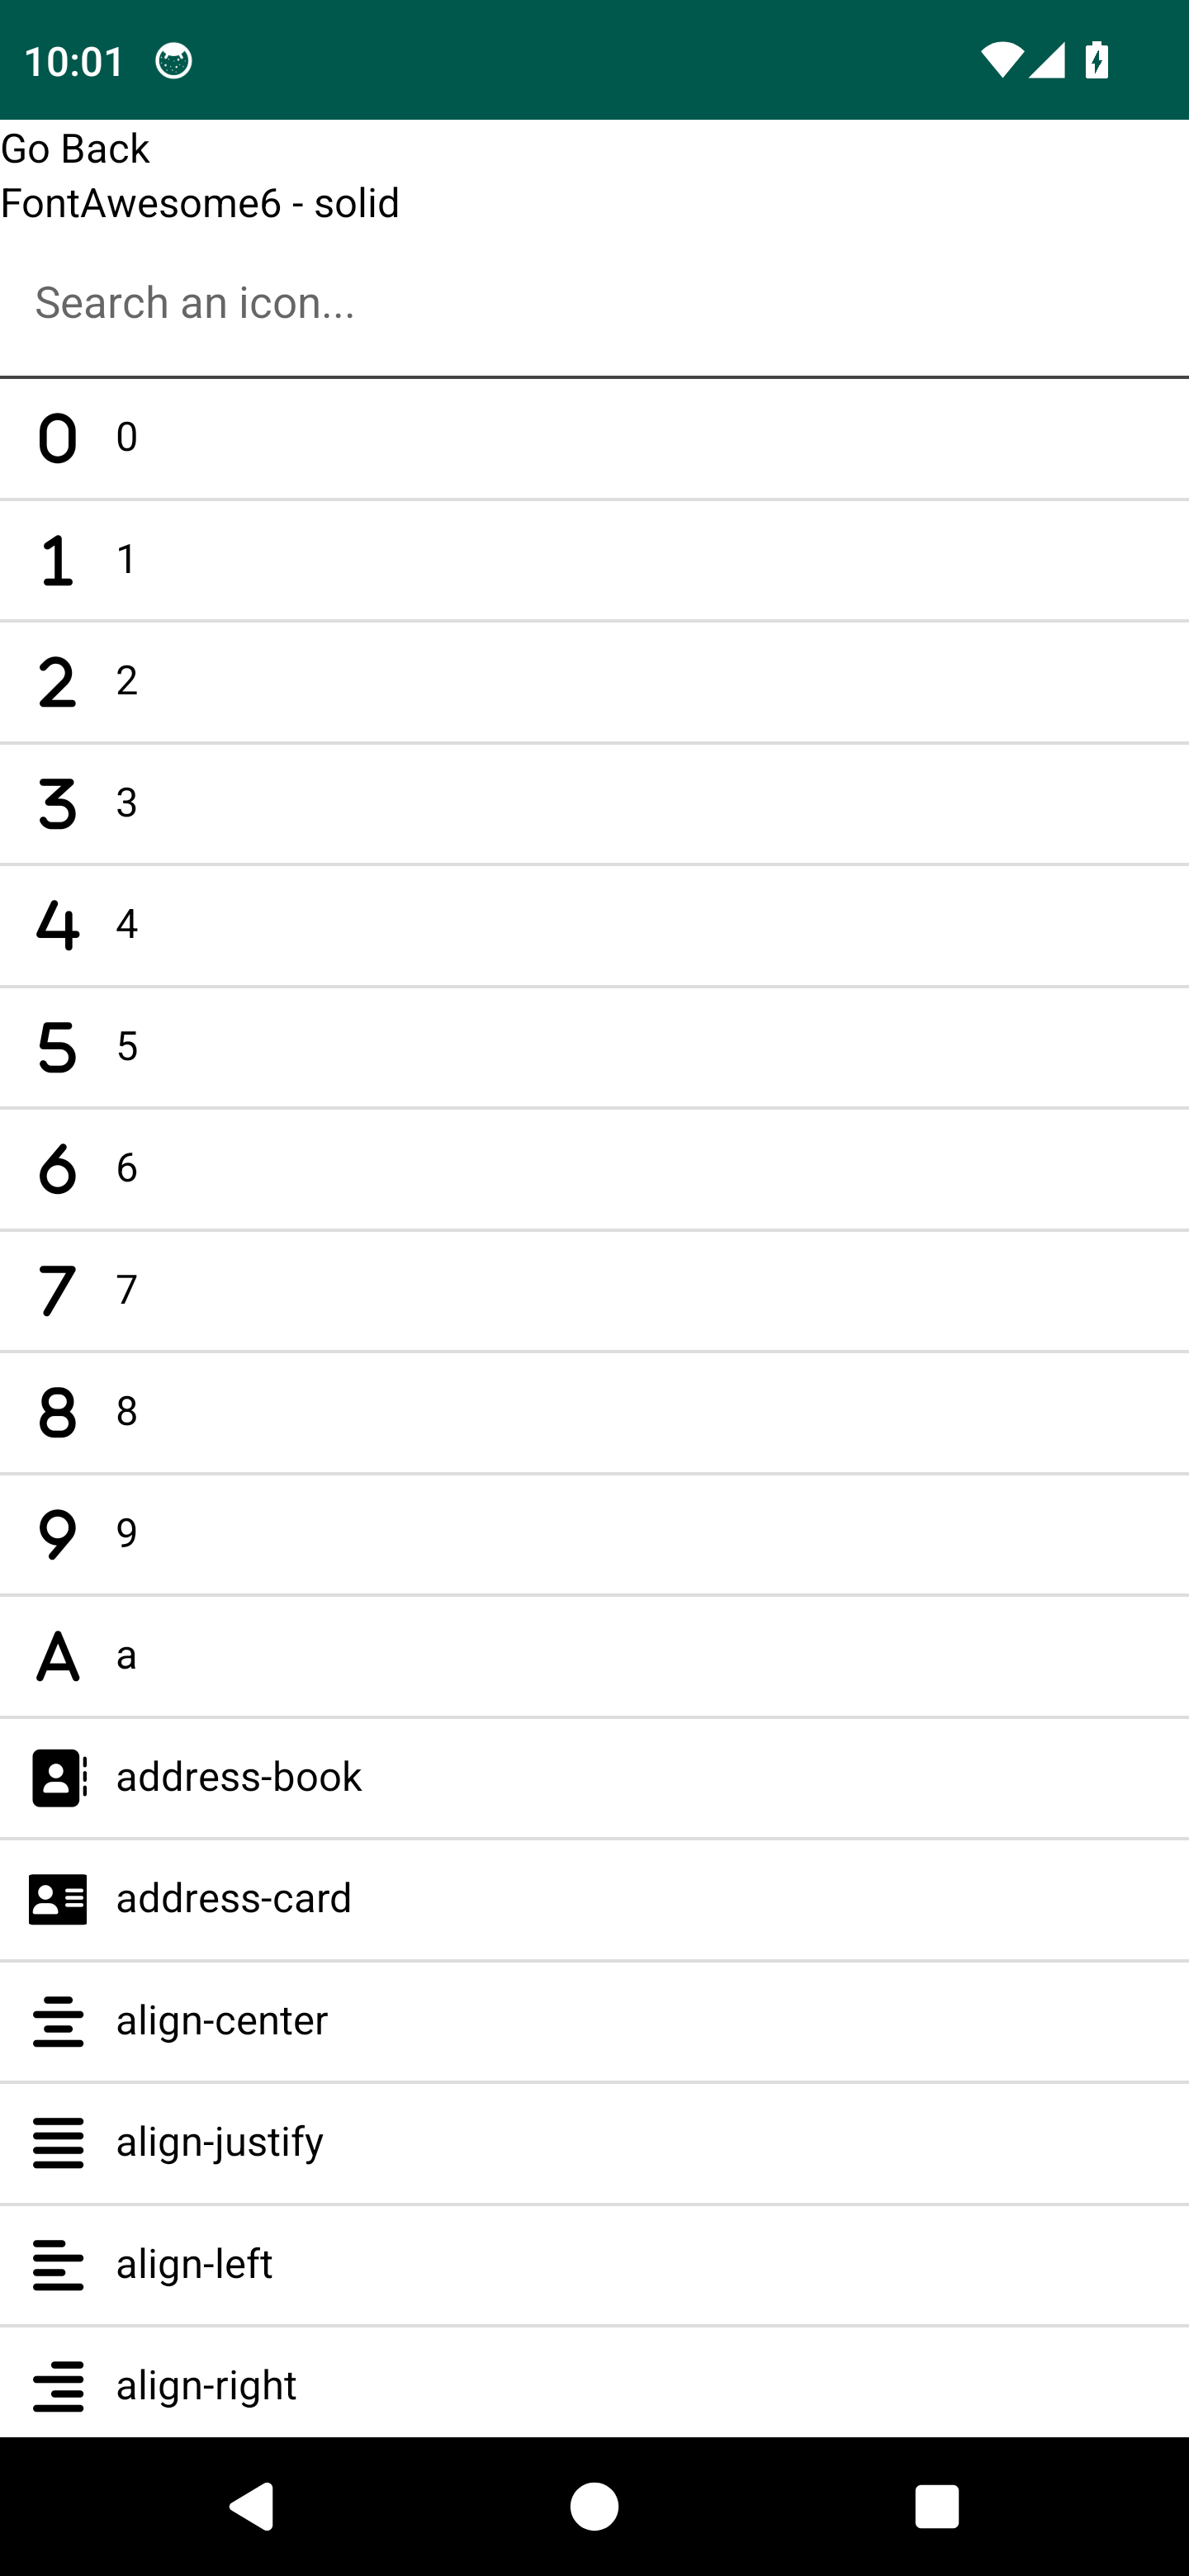 10:01
Go Back
FontAwesome6 - solid
Search an icon...
0 0
1 1
2 2
3 3
4 4
5 5
6 6
7 7
8 8
9 9
A a
address-book
address-card
align-center
align-justify
align-left
align-right